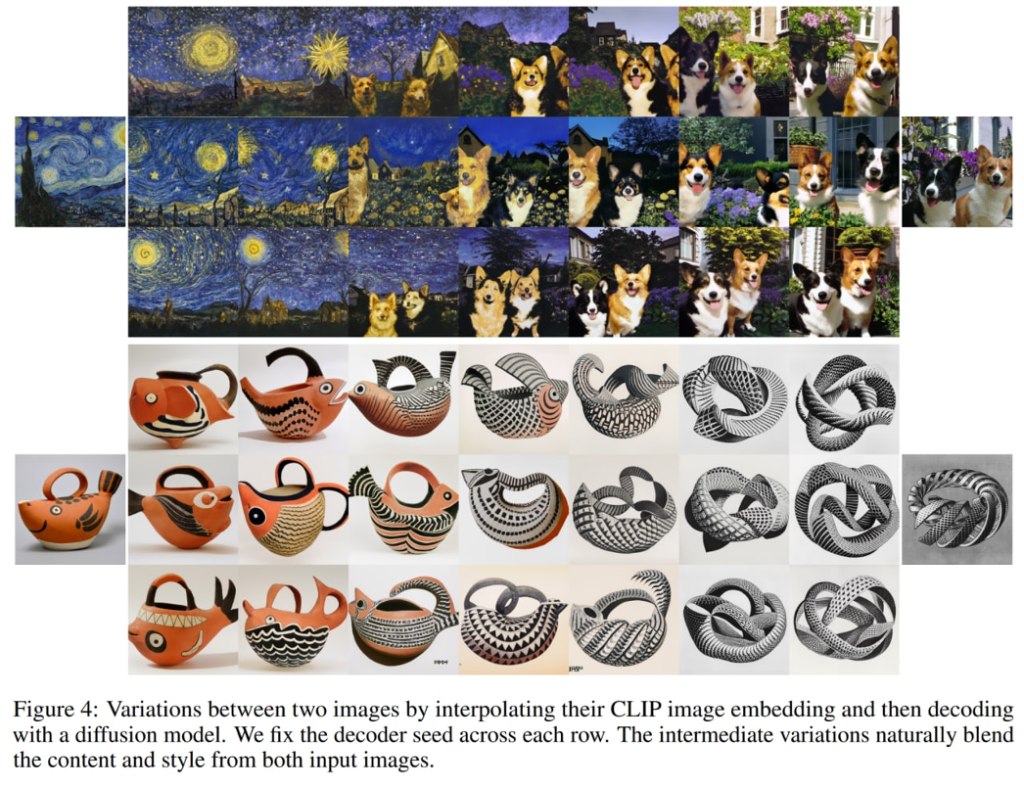 Figure 4: Variations between two images by interpolating their CLIP image embedding and then decoding
with a diffusion model. We fix the decoder seed across each row. The intermediate variations naturally blend
the content and style from both input images.